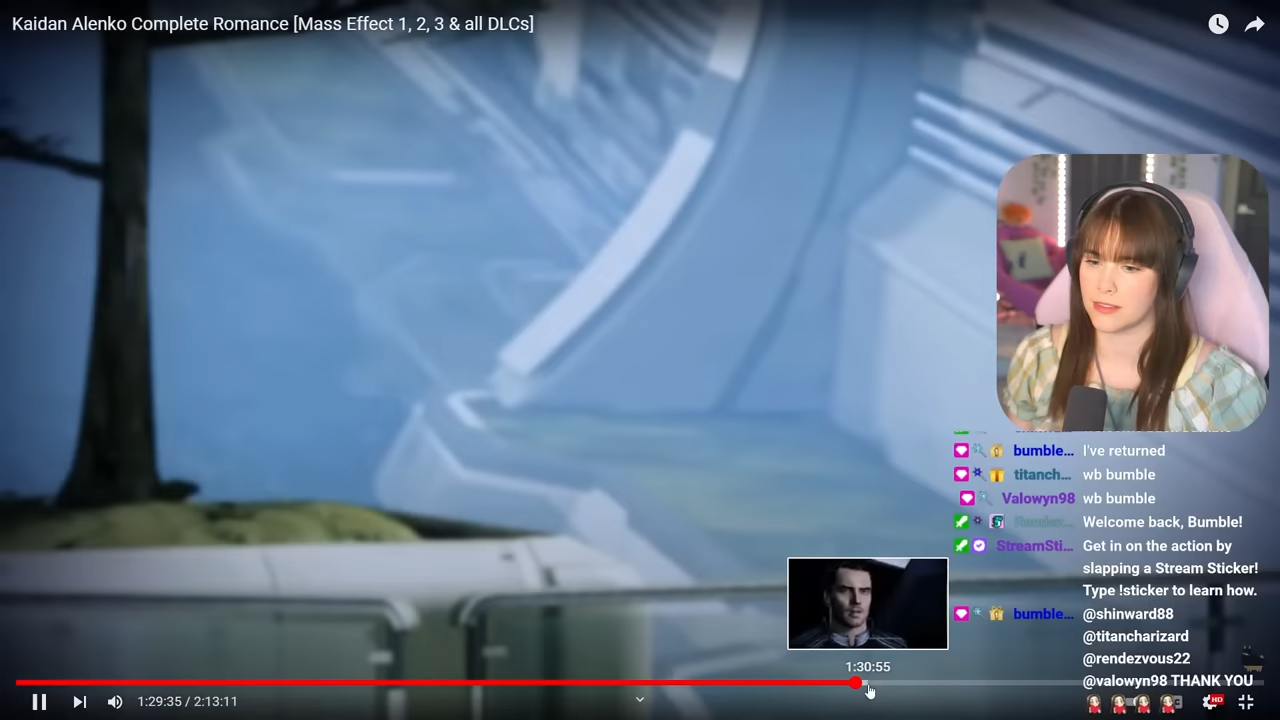 Kaidan Alenko Complete Romance [Mass Effect 1, 2, 3 & all DLCs]
bumble... I've returned
titanch... wb bumble
Valowyn98 wb bumble
Welcome back, Bumble!
StreamSti... Get in on the action by
slapping a Stream Sticker!
Type !sticker to learn how.
bumble... @shinward88
@titancharizard
@rendezvous22
@valowyn98 THANK YOU
1:30:55
1:29:35 / 2:13:11
HD